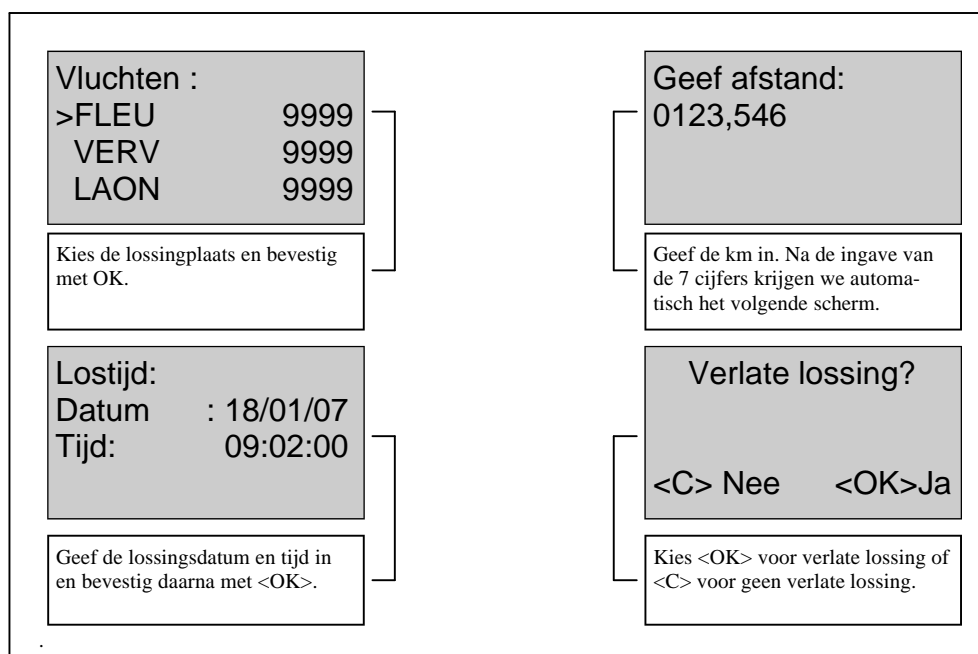 Vluchten :
>FLEU 9999
VERV 9999
LAON 9999
Kies de lossingplaats en bevestig
met OK.
Geef afstand:
0123,546
Geef de km in. Na de ingave van
de 7 cijfers krijgen we automa-
tisch het volgende scherm.
Lostijd:
Datum : 18/01/07
Tijd: 09:02:00
Geef de lossingsdatum en tijd in
en bevestig daarna met <OK>.
Verlate lossing?
<C> Nee <OK>Ja
Kies <OK> voor verlate lossing of
<C> voor geen verlate lossing.
.